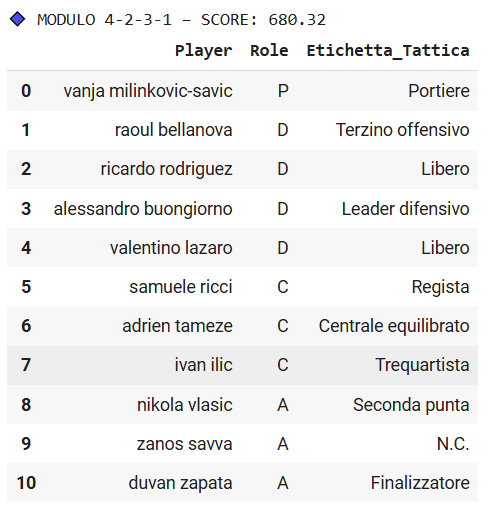 MODULO 4-2-3-1 – SCORE: 680.32
Player Role Etichetta_Tattica
0 vanja milinkovic-savic P Portiere
1 raoul bellanova D Terzino offensivo
2 ricardo rodriguez D Libero
3 alessandro buongiorno D Leader difensivo
4 valentino lazaro D Libero
5 samuele ricci C Regista
6 adrien tameze C Centrale equilibrato
7 ivan ilic C Trequartista
8 nikola vlasic A Seconda punta
9 zanos savva A N.C.
10 duvan zapata A Finalizzatore